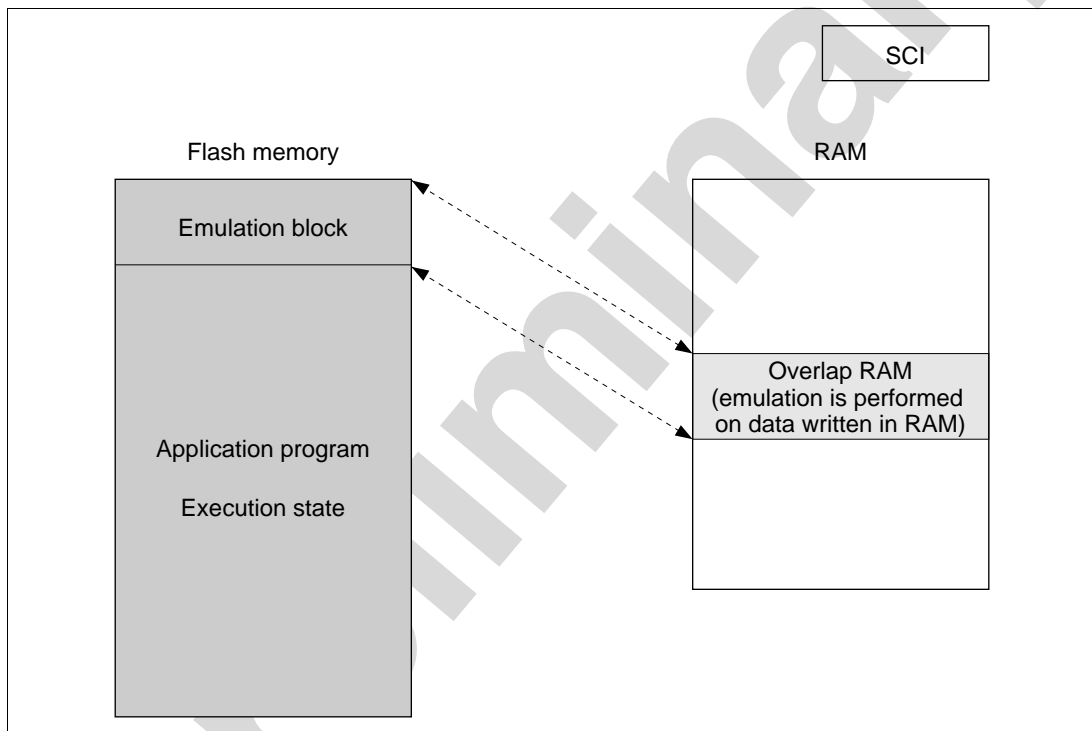 SCI
Flash memory
RAM
Emulation block
Overlap RAM
(emulation is performed
on data written in RAM)
Application program
Execution state